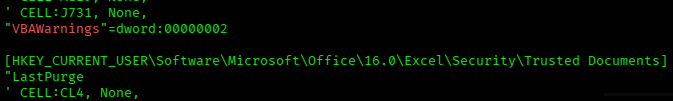 ' CELL:J731, None,
"VBAWarnings"=dword:00000002
[HKEY_CURRENT_USER\Software\Microsoft\Office\16.0\Excel\Security\Trusted Documents]
"LastPurge
' CELL:CL4, None,